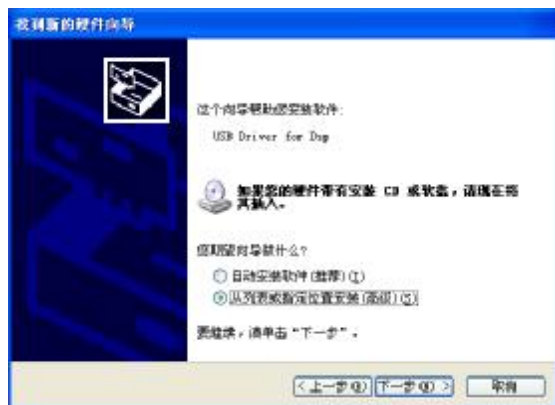 找到新的硬件向导
这个向导帮助您安装软件:
USB Driver for Dsp
如果您的硬件带有安装 CD 或软盘，请现在将
其插入。
您期望向导做什么?
自动安装软件(推荐)(I)
从列表或指定位置安装(高级)(S)
要继续，请单击“下一步”。
<上一步(B) 下一步(N)> 取消